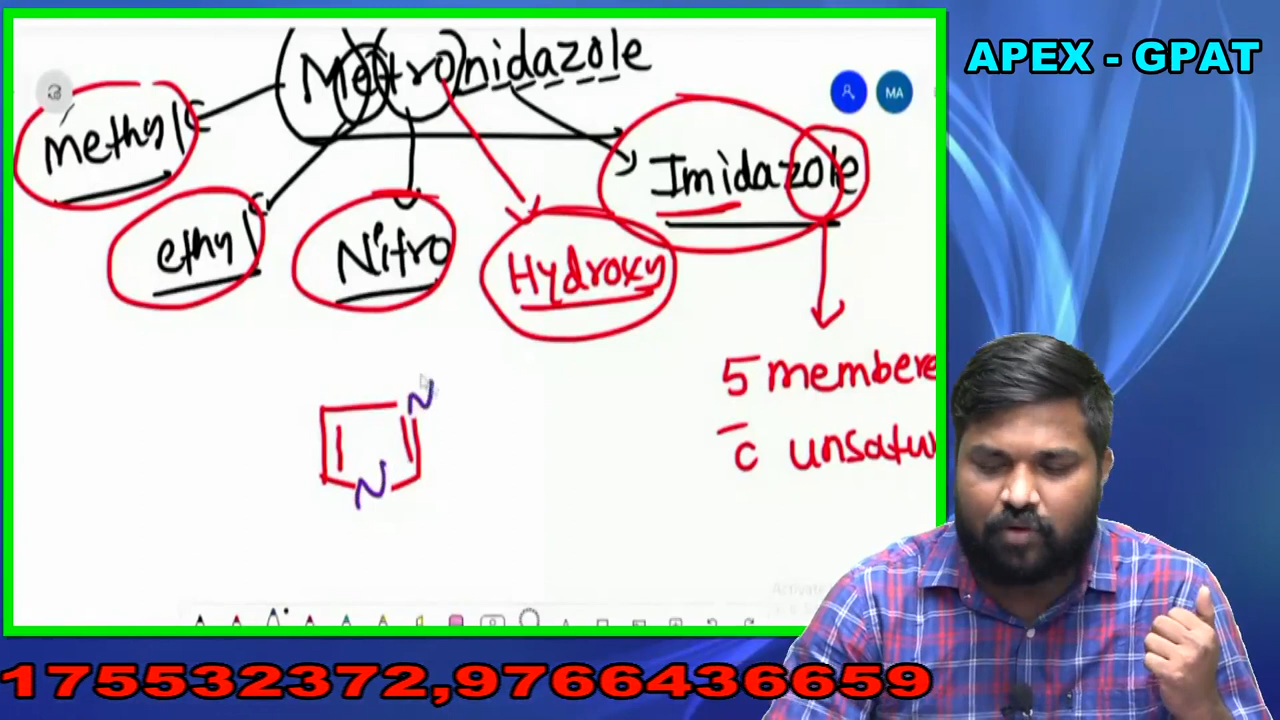 APEX - GPAT
Metronidazole
MA
Methyl
Imidazole
ethyl
Nitro
Hydroxy
5 membere
c̄ unsatu
N
N
175532372,9766436659